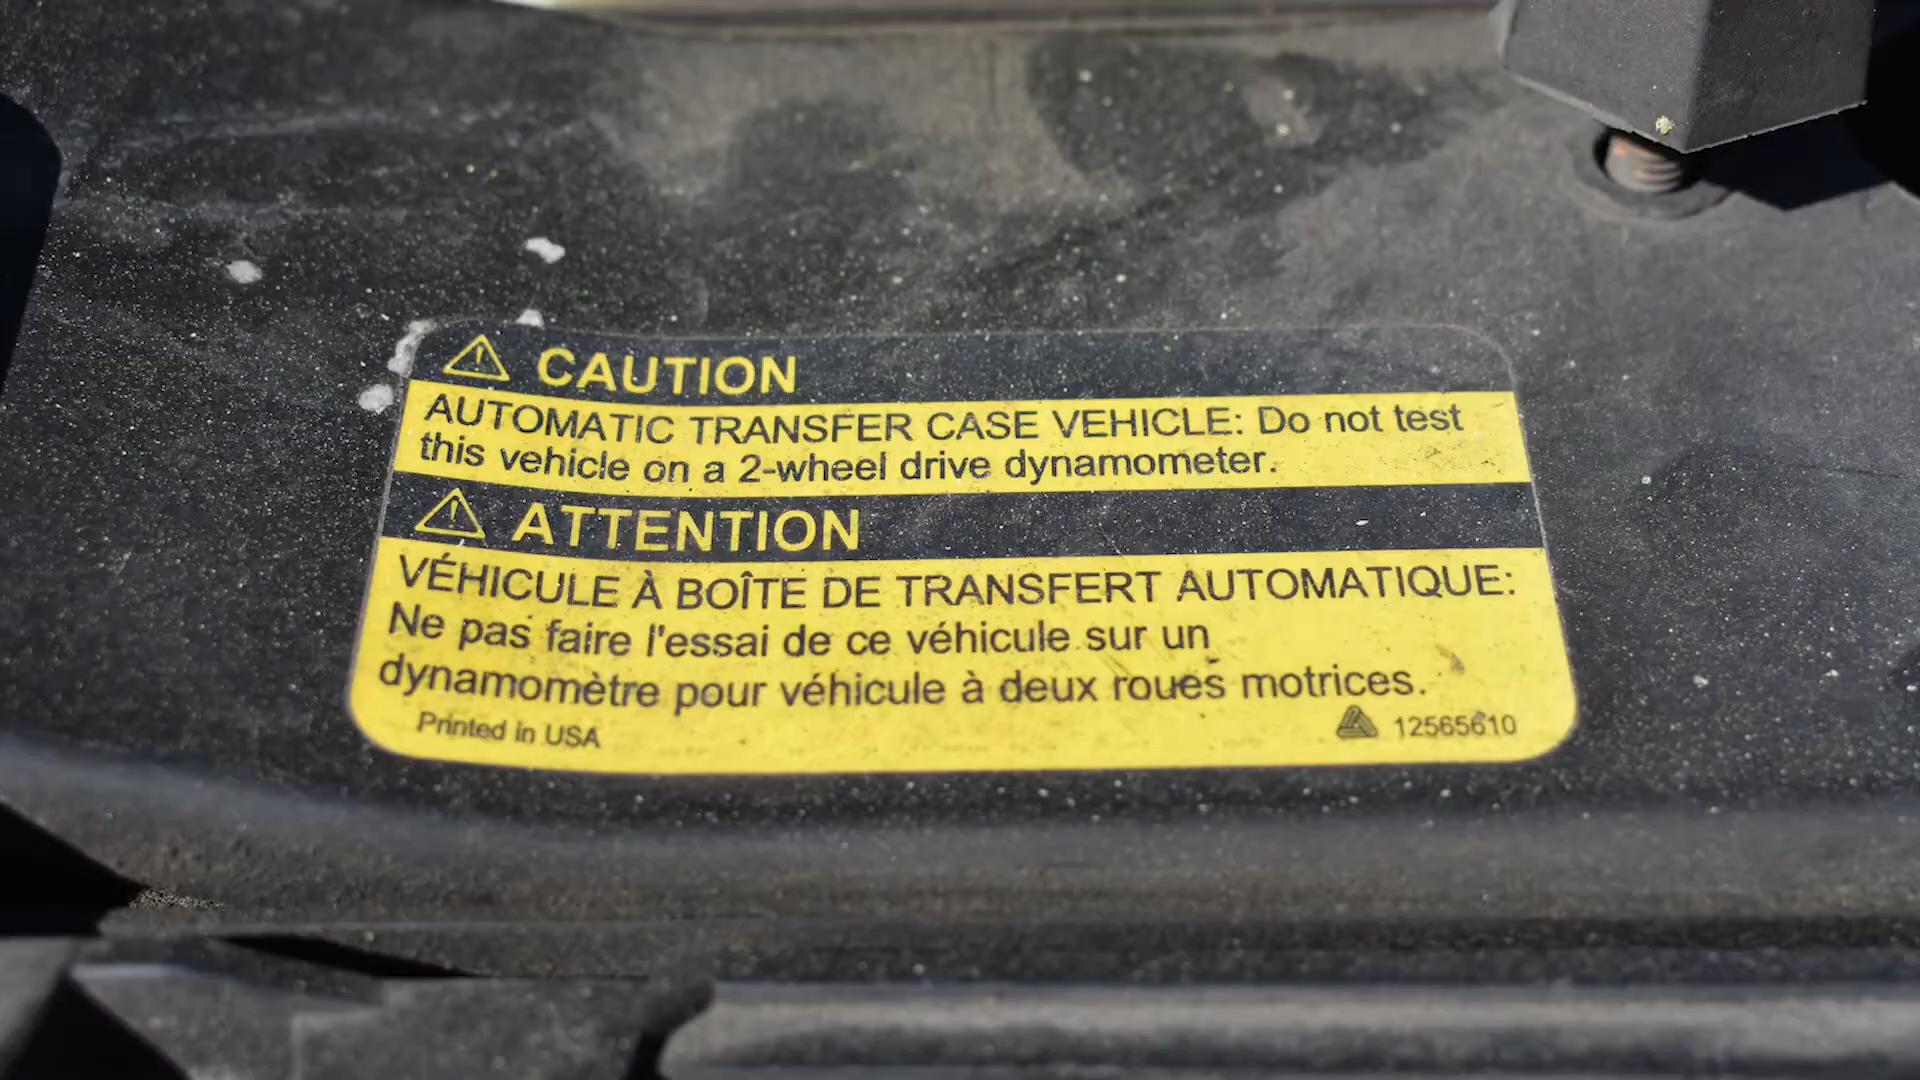 CAUTION
AUTOMATIC TRANSFER CASE VEHICLE: Do not test
this vehicle on a 2-wheel drive dynamometer.
ATTENTION
VÉHICULE À BOÎTE DE TRANSFERT AUTOMATIQUE:
Ne pas faire l'essai de ce véhicule sur un
dynamomètre pour véhicule à deux roues motrices.
Printed in USA 12565610